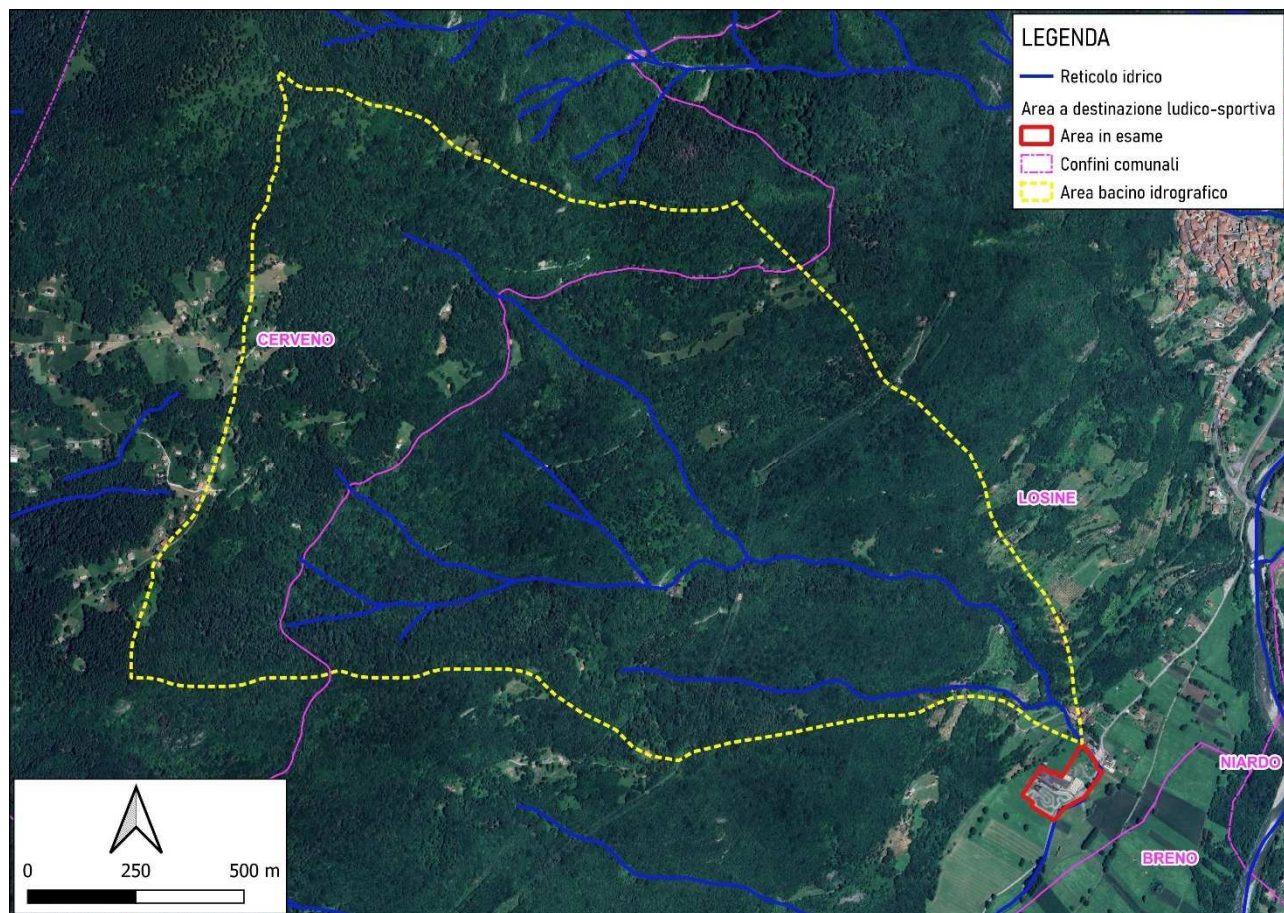 LEGENDA
Reticolo idrico
Area a destinazione ludico-sportiva
Area in esame
Confini comunali
Area bacino idrografico
CERVENO
LOSINE
NIARDO
BRENO
0 250 500 m